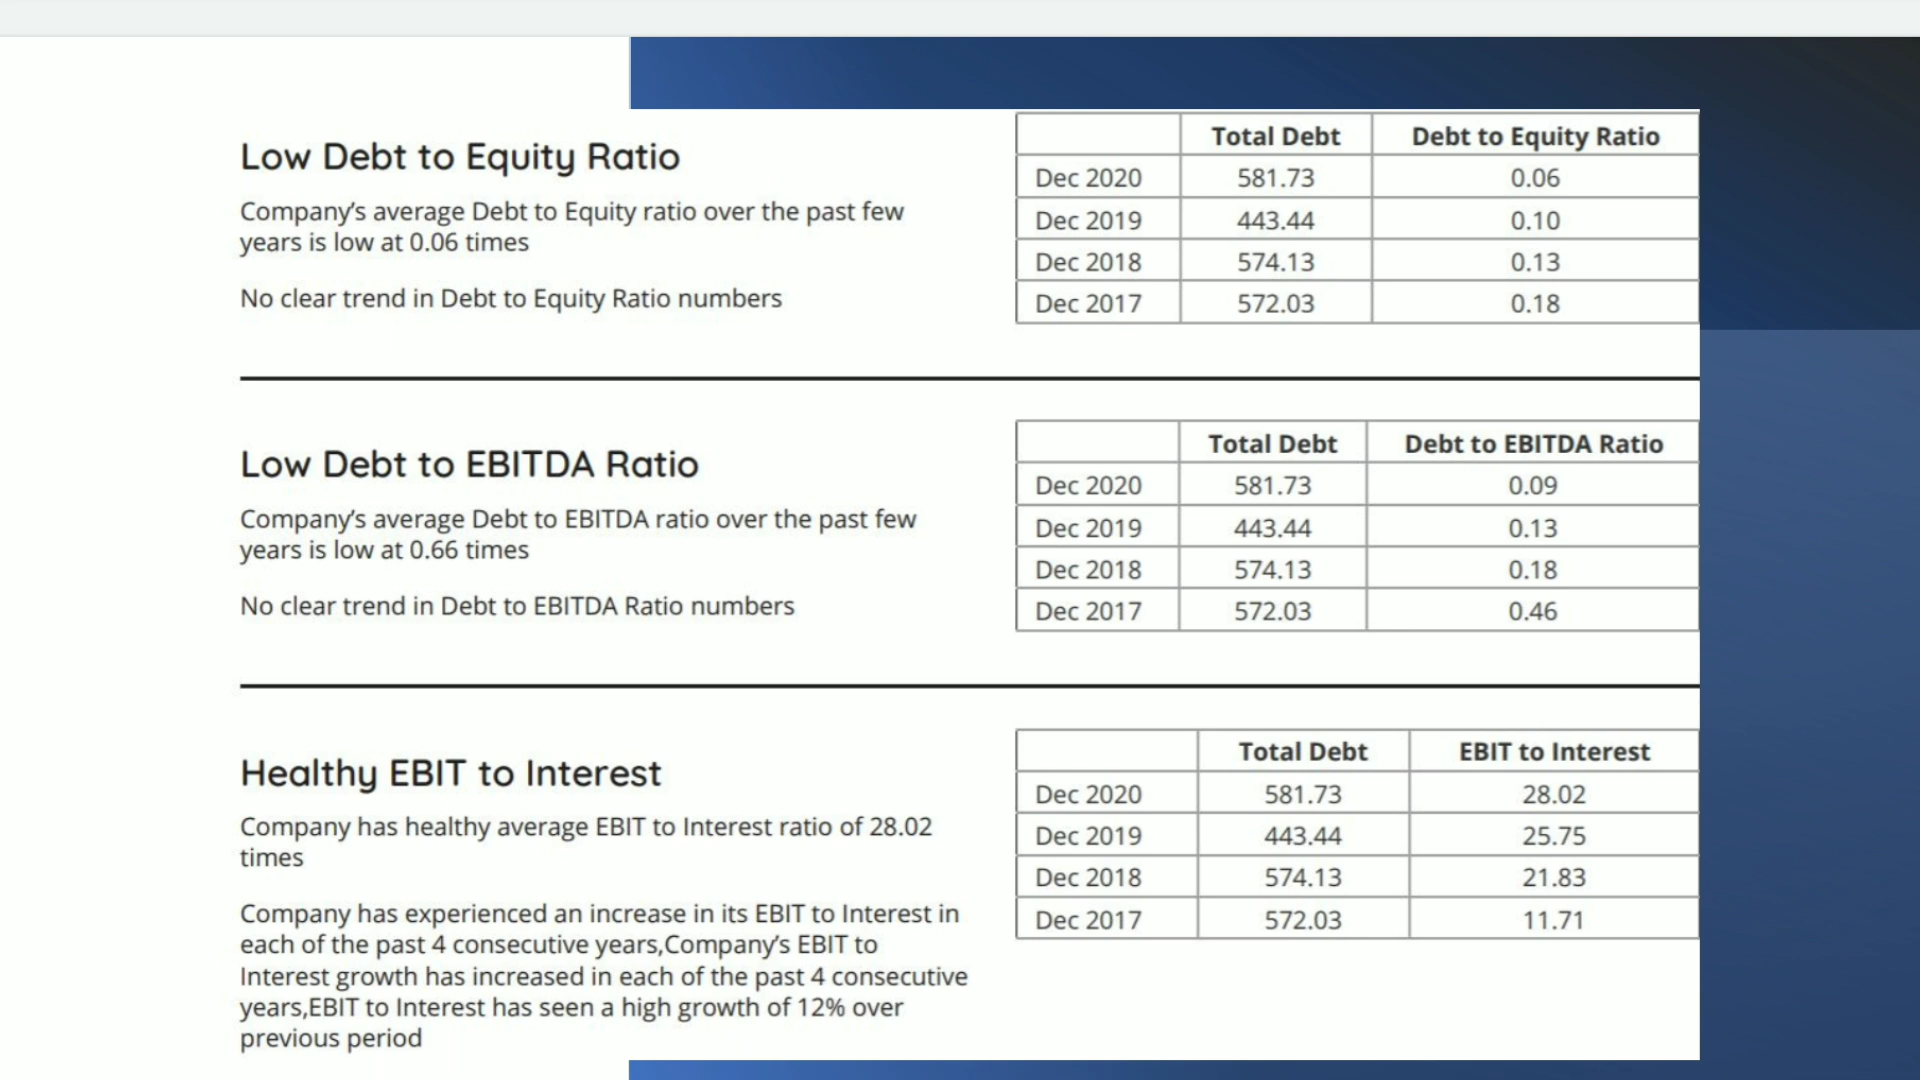 Low Debt to Equity Ratio
Company's average Debt to Equity ratio over the past few
years is low at 0.06 times
No clear trend in Debt to Equity Ratio numbers
Total Debt Debt to Equity Ratio
Dec 2020 581.73 0.06
Dec 2019 443.44 0.10
Dec 2018 574.13 0.13
Dec 2017 572.03 0.18
Low Debt to EBITDA Ratio
Company's average Debt to EBITDA ratio over the past few
years is low at 0.66 times
No clear trend in Debt to EBITDA Ratio numbers
Total Debt Debt to EBITDA Ratio
Dec 2020 581.73 0.09
Dec 2019 443.44 0.13
Dec 2018 574.13 0.18
Dec 2017 572.03 0.46
Healthy EBIT to Interest
Company has healthy average EBIT to Interest ratio of 28.02
times
Company has experienced an increase in its EBIT to Interest in
each of the past 4 consecutive years,Company's EBIT to
Interest growth has increased in each of the past 4 consecutive
years,EBIT to Interest has seen a high growth of 12% over
previous period
Total Debt EBIT to Interest
Dec 2020 581.73 28.02
Dec 2019 443.44 25.75
Dec 2018 574.13 21.83
Dec 2017 572.03 11.71